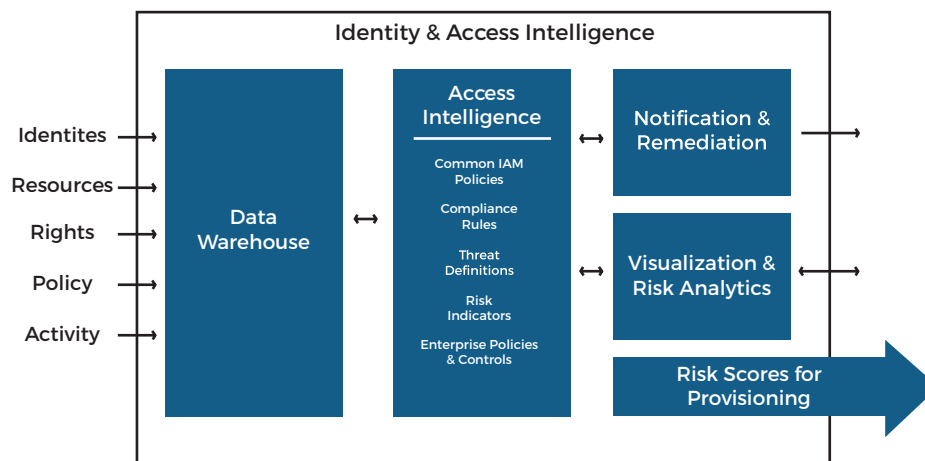 Identity & Access Intelligence
Identites
Resources
Rights
Policy
Activity
Data
Warehouse
Access
Intelligence
Common IAM
Policies
Compliance
Rules
Threat
Definitions
Risk
Indicators
Enterprise Policies
& Controls
Notification &
Remediation
Visualization &
Risk Analytics
Risk Scores for
Provisioning